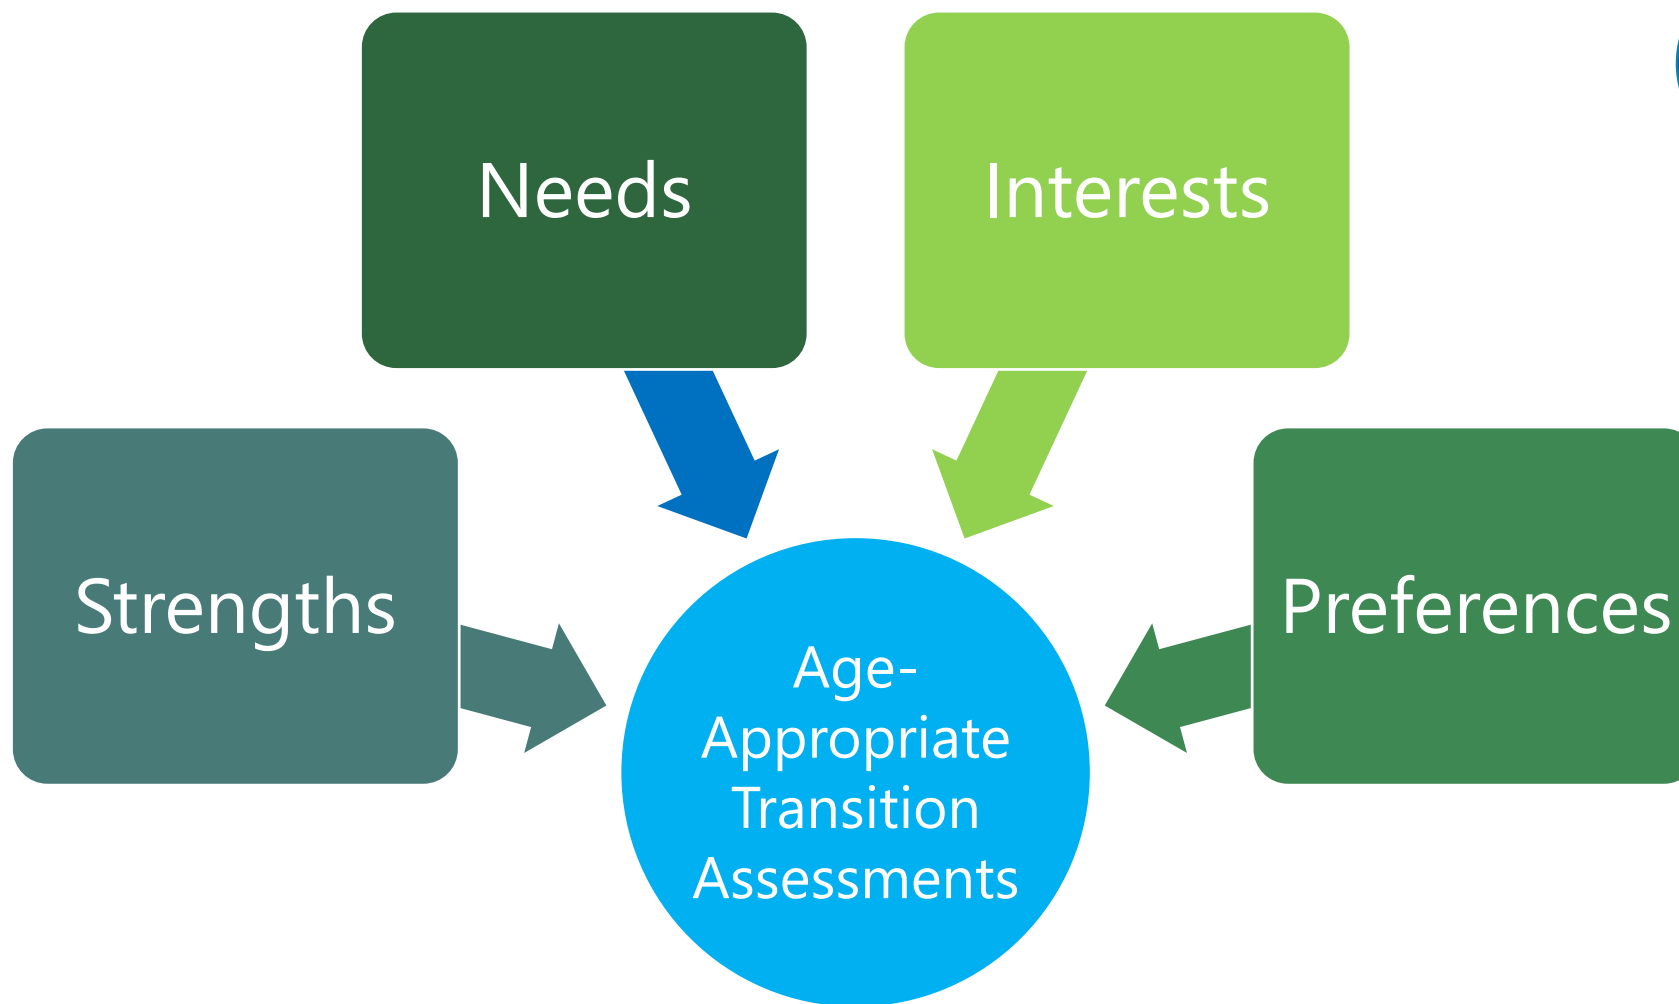 Needs
Interests
Strengths
Preferences
Age-
Appropriate
Transition
Assessments